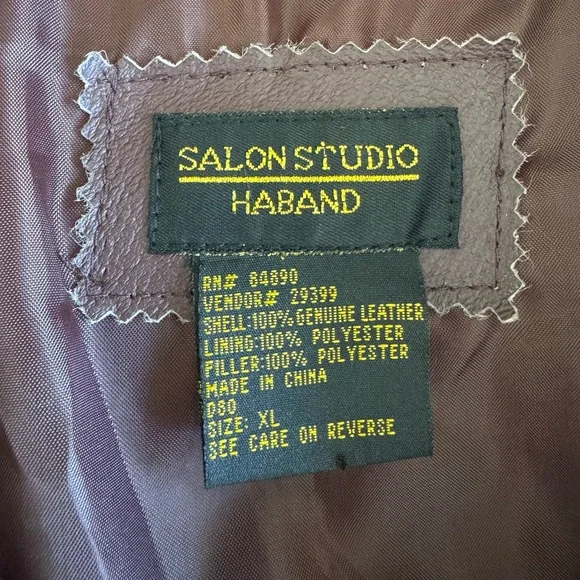 SALON STUDIO
HABAND
RN# 84890
VENDOR# 29399
SHELL:100% GENUINE LEATHER
LINING:100% POLYESTER
FILLER:100% POLYESTER
MADE IN CHINA
D80
SIZE: XL
SEE CARE ON REVERSE